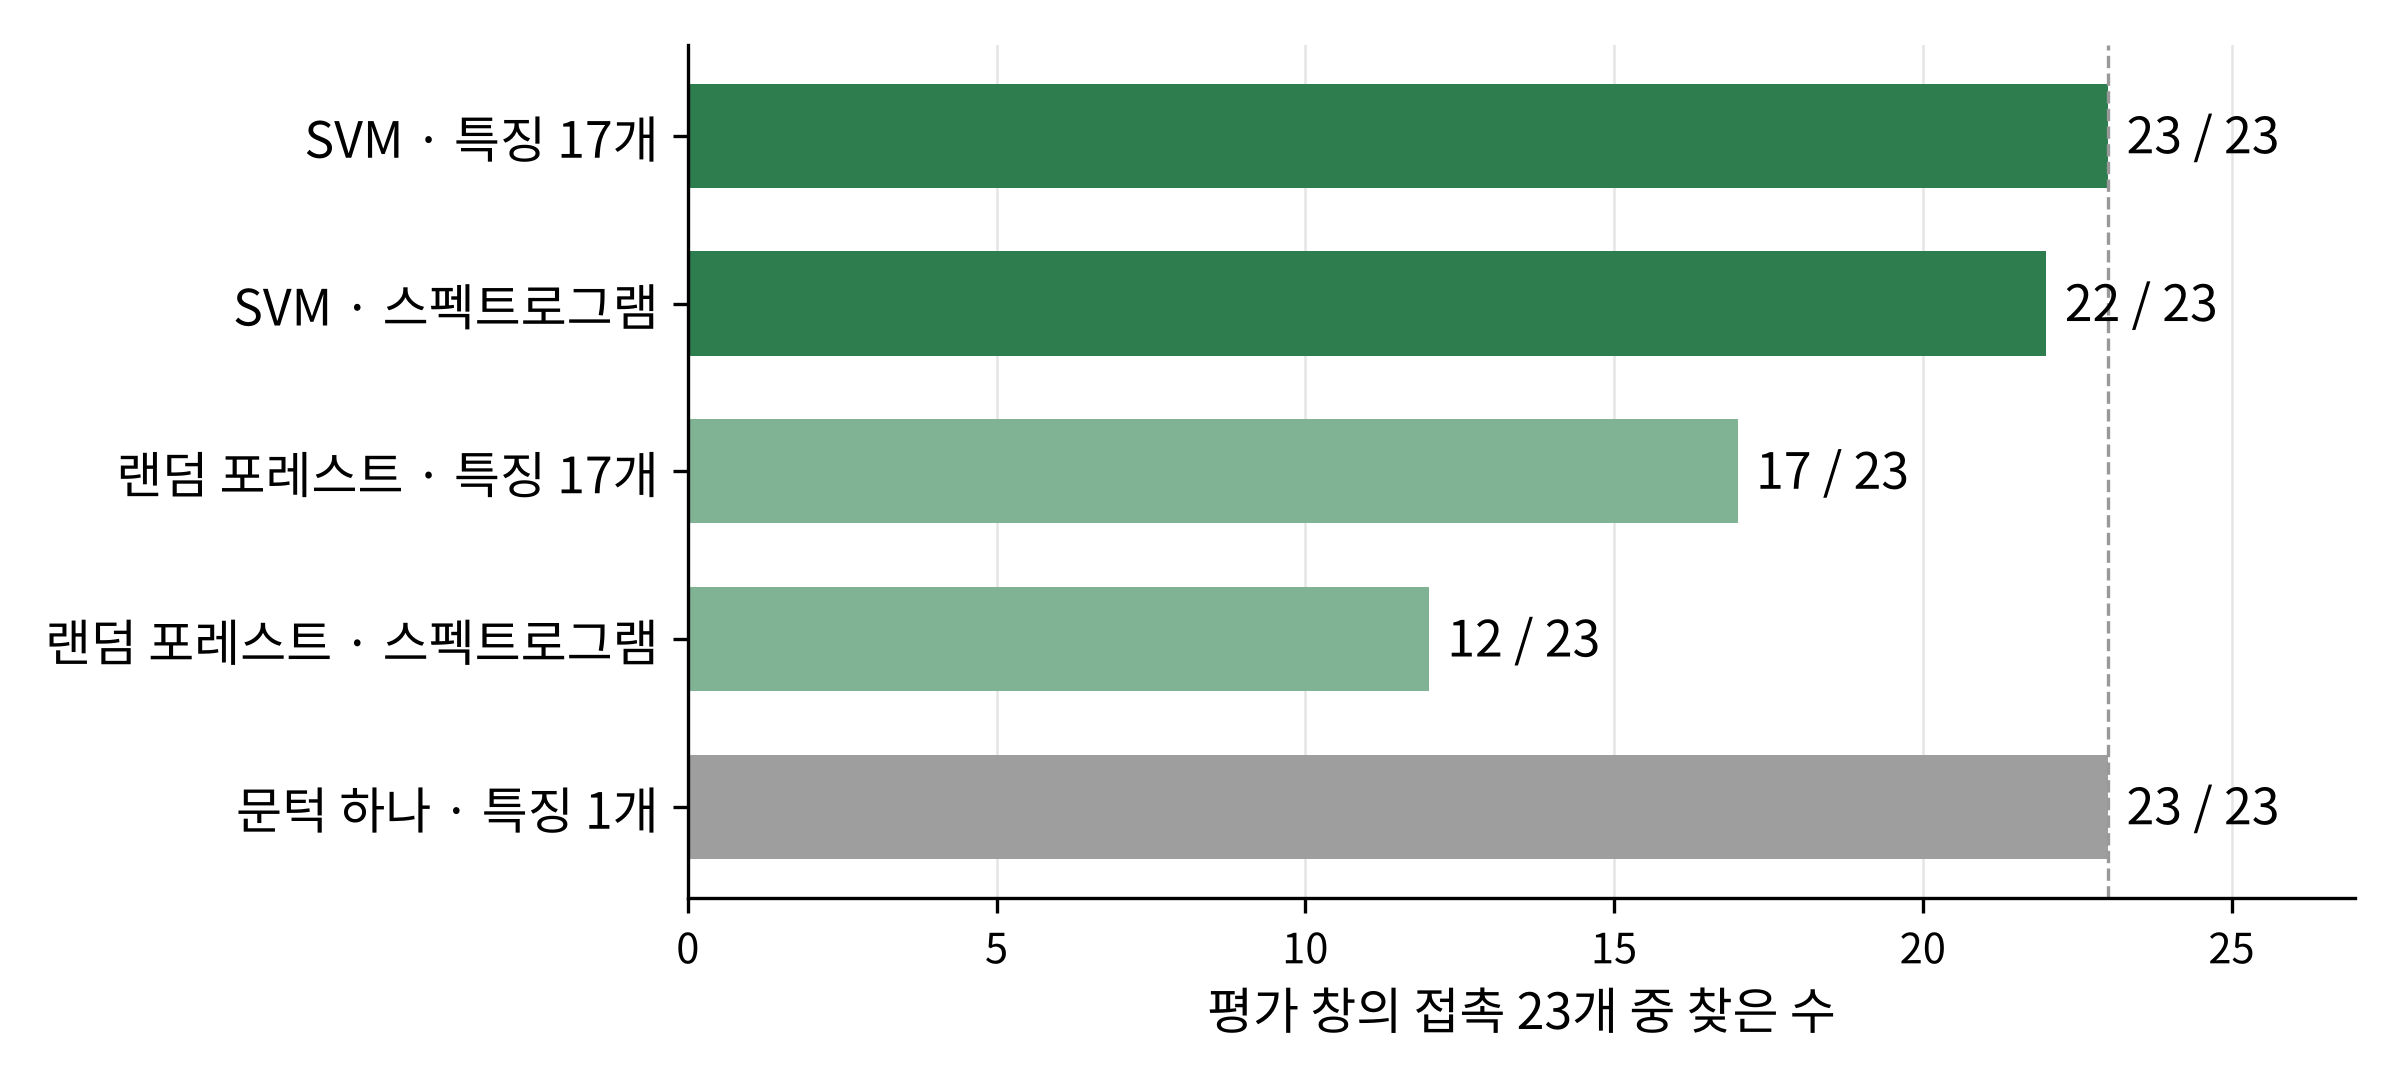 SVM · 특징 17개
23 / 23
SVM · 스펙트로그램
22 / 23
랜덤 포레스트 · 특징 17개
17 / 23
랜덤 포레스트 · 스펙트로그램
12 / 23
문턱 하나 · 특징 1개
23 / 23
0 5 10 15 20 25
평가 창의 접촉 23개 중 찾은 수